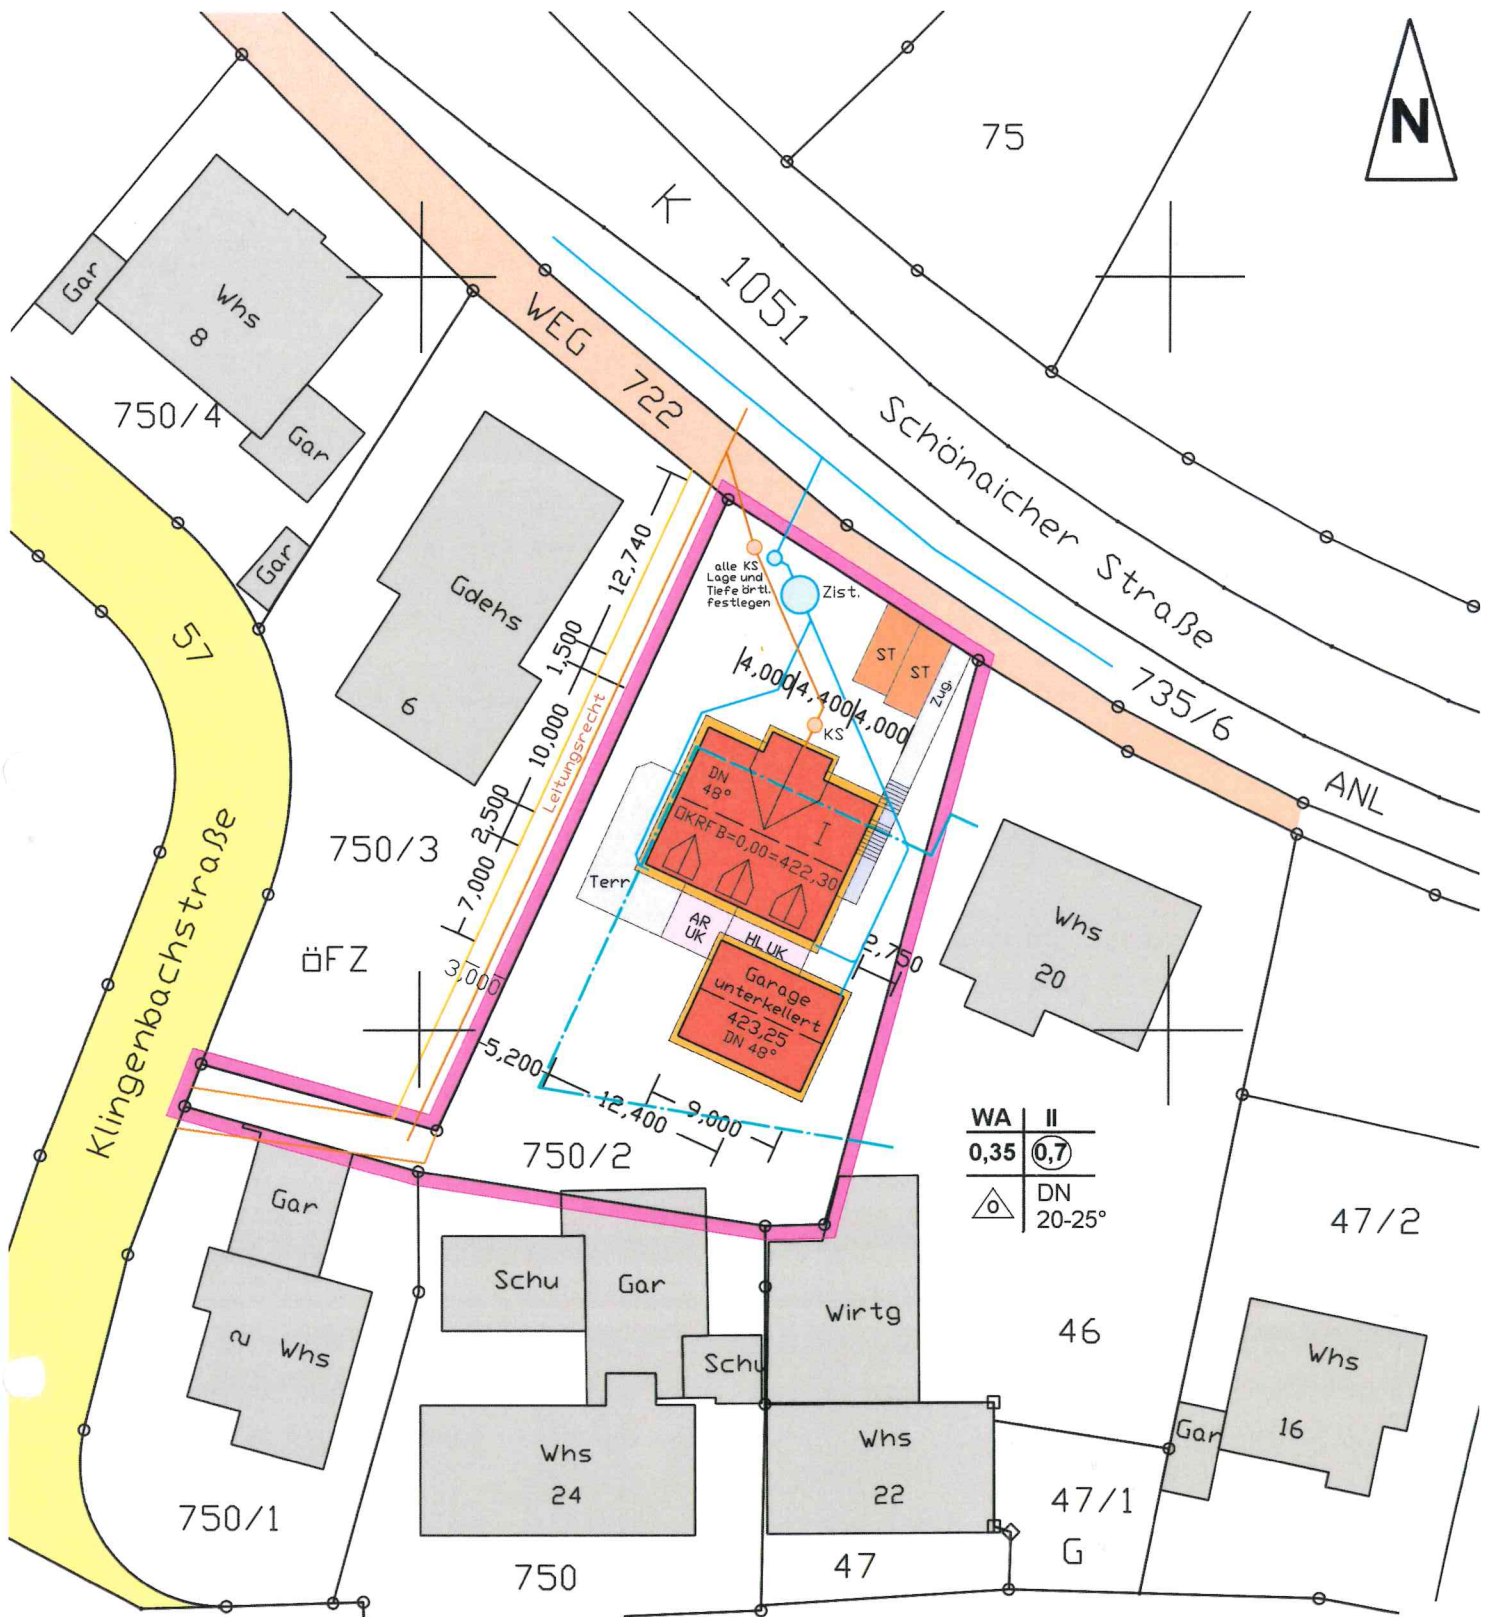 N
75
K
1051
Schönaicher Straße
735/6
ANL
WEG 722
Gar
Whs
8
Gar
750/4
Gar
57
Klingenbachstraße
Gdehs
6
750/3
öFZ
12,740
1,500
10,000
2,500
7,000
3,000
Leitungsrecht
alle KS
Lage und
Tiefe örtl.
festlegen
Zist.
ST
ST
Zug.
4,000
4,400
4,000
KS
DN
48°
I
ÖKRFB=0,00=422,30
Terr
AR
UK
HL UK
2,750
Garage
unterkellert
423,25
DN 48°
5,200
12,400
9,000
750/2
Whs
20
WA II
0,35 0,7
o DN
20-25°
47/2
46
Gar
2 Whs
750/1
Schu
Gar
Schu
Wirtg
Whs
24
750
Whs
22
47
47/1
G
Gar
Whs
16